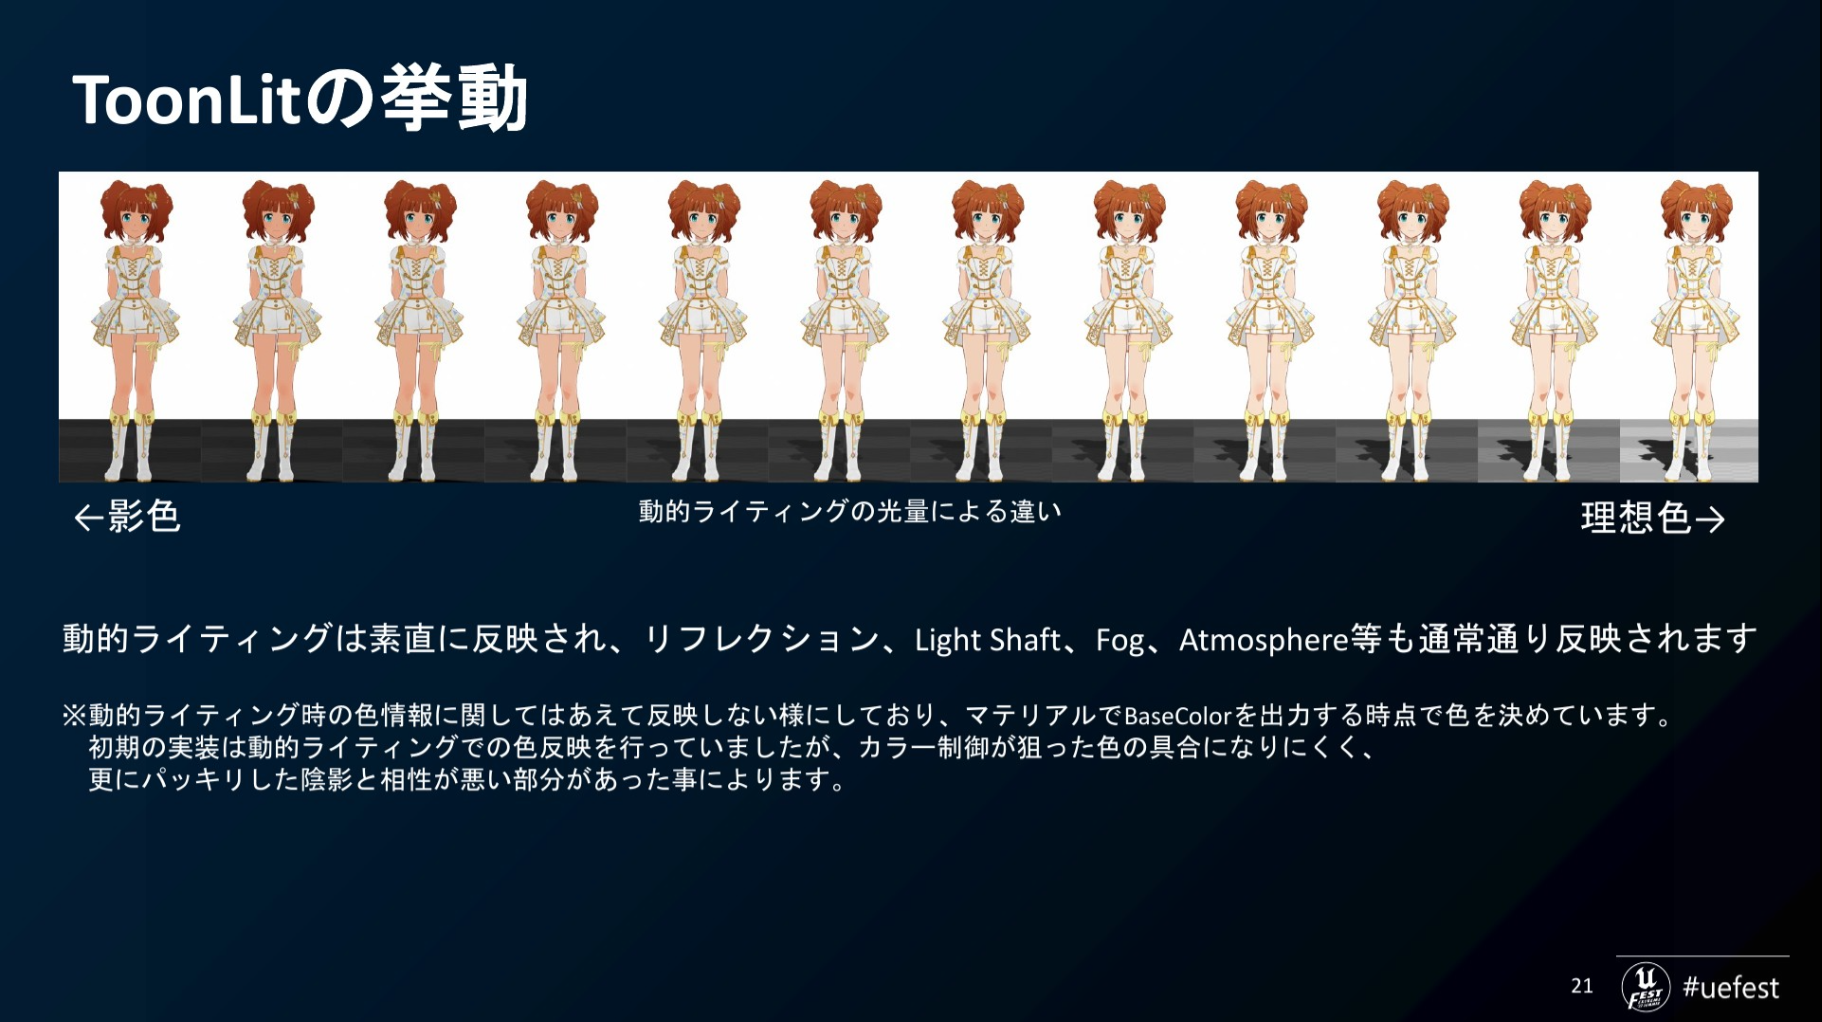 ToonLitの挙動
←影色
動的ライティングの光量による違い
理想色→
動的ライティングは素直に反映され、リフレクション、Light Shaft、Fog、Atmosphere等も通常通り反映されます
※動的ライティング時の色情報に関してはあえて反映しない様にしており、マテリアルでBaseColorを出力する時点で色を決めています。
初期の実装は動的ライティングでの色反映を行っていましたが、カラー制御が狙った色の具合になりにくく、
更にパッキリした陰影と相性が悪い部分があった事によります。
21
FEST
#uefest